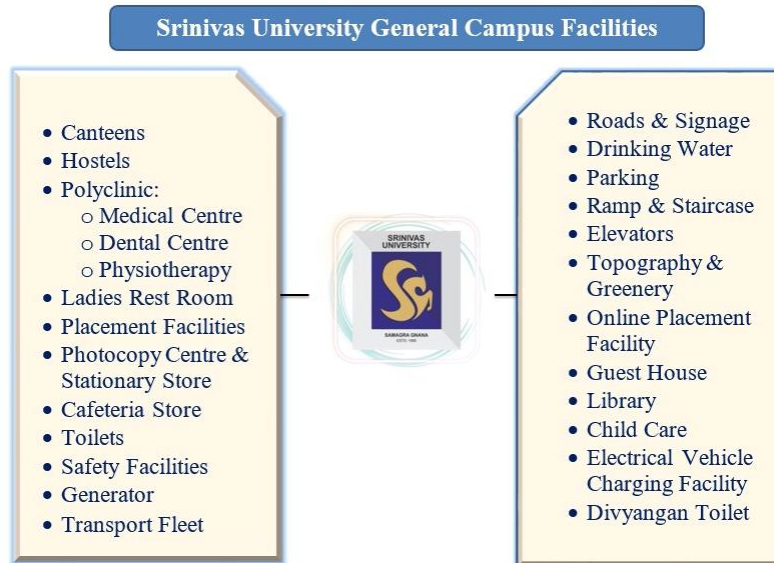 Srinivas University General Campus Facilities
• Canteens
• Hostels
• Polyclinic:
o Medical Centre
o Dental Centre
o Physiotherapy
• Ladies Rest Room
• Placement Facilities
• Photocopy Centre &
Stationary Store
• Cafeteria Store
• Toilets
• Safety Facilities
• Generator
• Transport Fleet
SRINIVAS
UNIVERSITY
SAMAGRA GNANA
• Roads & Signage
• Drinking Water
• Parking
• Ramp & Staircase
• Elevators
• Topography &
Greenery
• Online Placement
Facility
• Guest House
• Library
• Child Care
• Electrical Vehicle
Charging Facility
• Divyangan Toilet